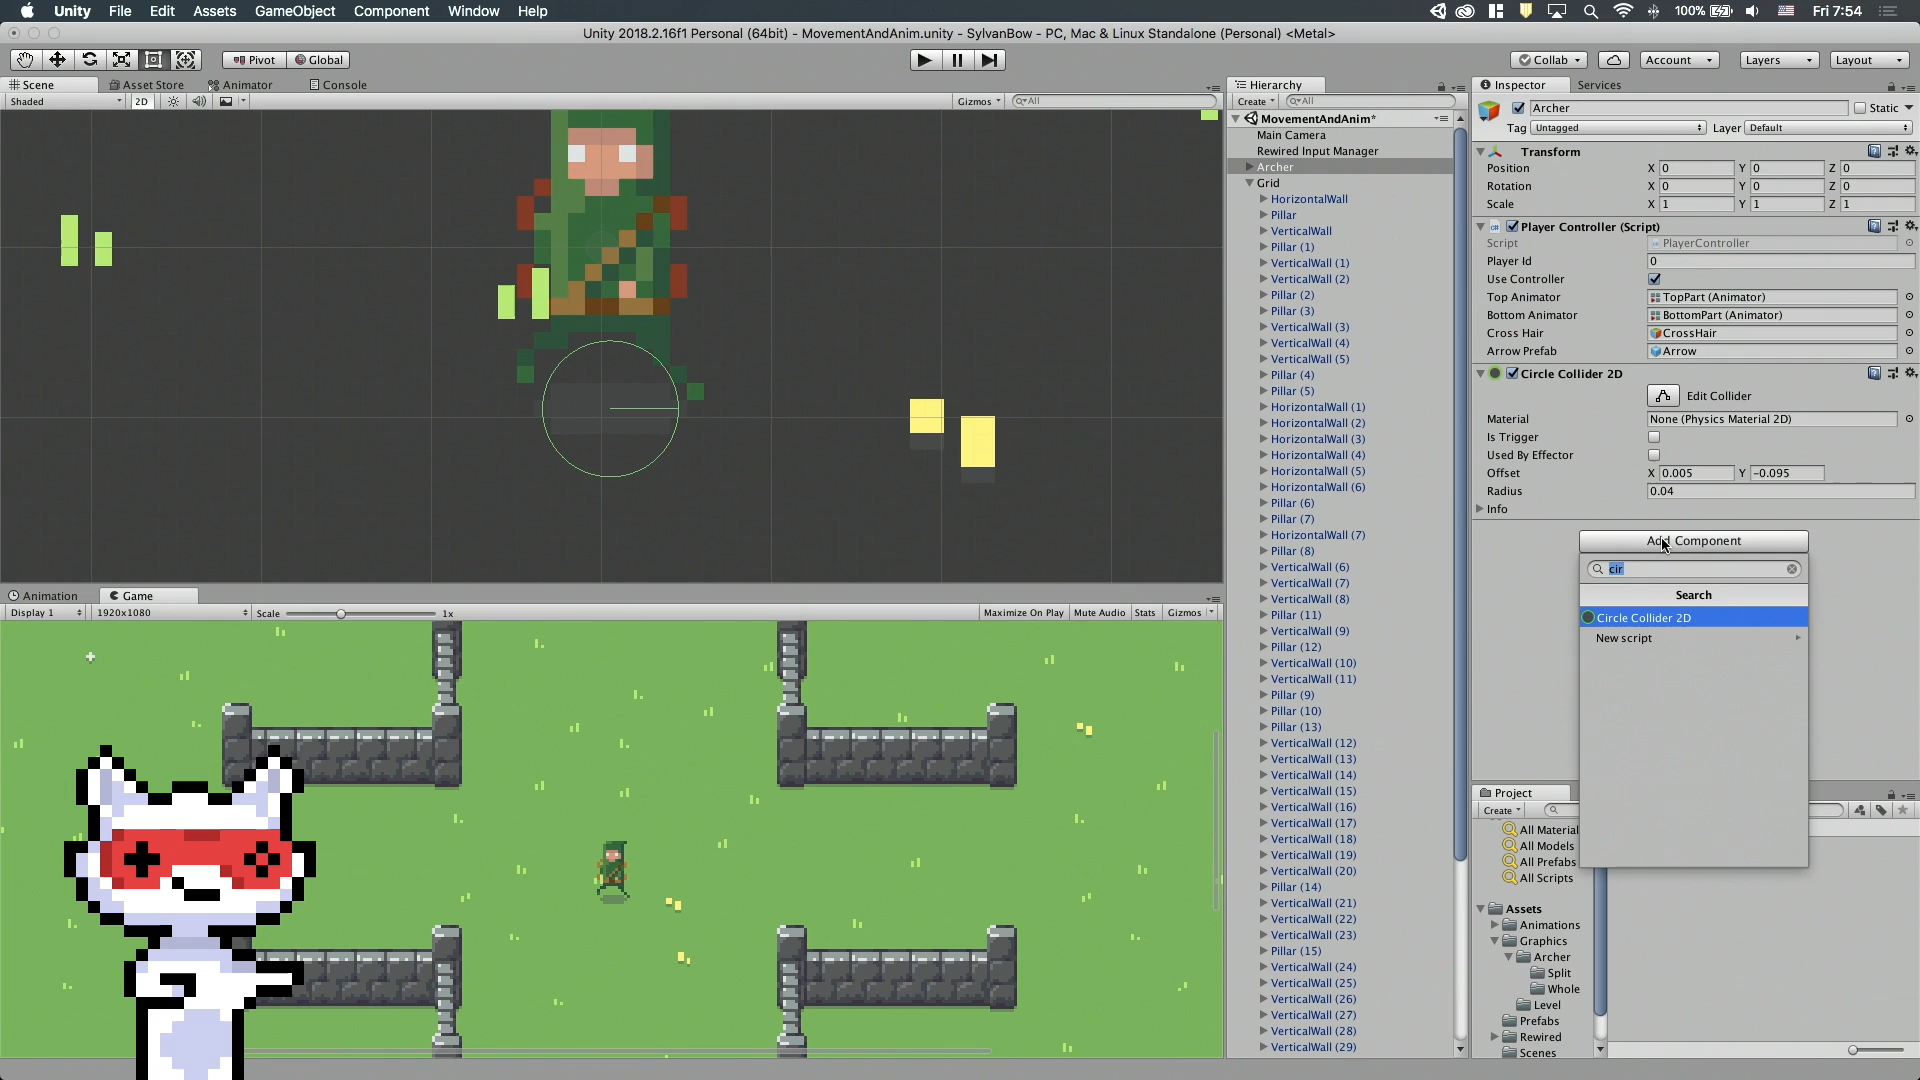 Unity File Edit Assets GameObject Component Window Help 100% Fri 7:54
Unity 2018.2.16f1 Personal (64bit) - MovementAndAnim.unity - SylvanBow - PC, Mac & Linux Standalone (Personal) <Metal>
Pivot Global Collab Account Layers Layout
Scene Asset Store Animator Console
Shaded 2D Gizmos All
Hierarchy
Create All
MovementAndAnim*
Main Camera
Rewired Input Manager
Archer
Grid
HorizontalWall
Pillar
VerticalWall
Pillar (1)
VerticalWall (1)
VerticalWall (2)
Pillar (2)
Pillar (3)
VerticalWall (3)
VerticalWall (4)
VerticalWall (5)
Pillar (4)
Pillar (5)
HorizontalWall (1)
HorizontalWall (2)
HorizontalWall (3)
HorizontalWall (4)
HorizontalWall (5)
HorizontalWall (6)
Pillar (6)
Pillar (7)
HorizontalWall (7)
Pillar (8)
VerticalWall (6)
VerticalWall (7)
VerticalWall (8)
Pillar (11)
VerticalWall (9)
Pillar (12)
VerticalWall (10)
VerticalWall (11)
Pillar (9)
Pillar (10)
Pillar (13)
VerticalWall (12)
VerticalWall (13)
VerticalWall (14)
VerticalWall (15)
VerticalWall (16)
VerticalWall (17)
VerticalWall (18)
VerticalWall (19)
VerticalWall (20)
Pillar (14)
VerticalWall (21)
VerticalWall (22)
VerticalWall (23)
Pillar (15)
VerticalWall (24)
VerticalWall (25)
VerticalWall (26)
VerticalWall (27)
VerticalWall (28)
VerticalWall (29)
Inspector Services
Archer Static
Tag Untagged Layer Default
Transform
Position X 0 Y 0 Z 0
Rotation X 0 Y 0 Z 0
Scale X 1 Y 1 Z 1
Player Controller (Script)
Script PlayerController
Player Id 0
Use Controller
Top Animator TopPart (Animator)
Bottom Animator BottomPart (Animator)
Cross Hair CrossHair
Arrow Prefab Arrow
Circle Collider 2D
Edit Collider
Material None (Physics Material 2D)
Is Trigger
Used By Effector
Offset X 0.005 Y -0.095
Radius 0.04
Info
Add Component
cir
Search
Circle Collider 2D
New script
Animation Game
Display 1 1920x1080 Scale 1x Maximize On Play Mute Audio Stats Gizmos
Project
Create
All Material
All Models
All Prefabs
All Scripts
Assets
Animations
Graphics
Archer
Split
Whole
Level
Prefabs
Rewired
Scenes